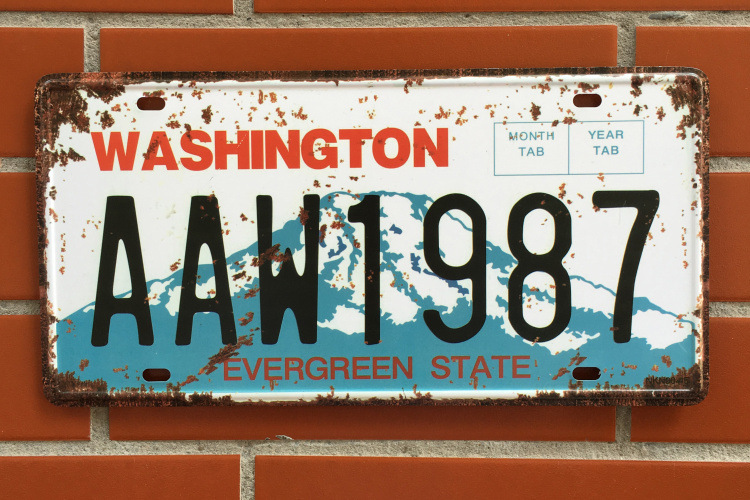 WASHINGTON
MONTH TAB
YEAR TAB
AAW1987
EVERGREEN STATE